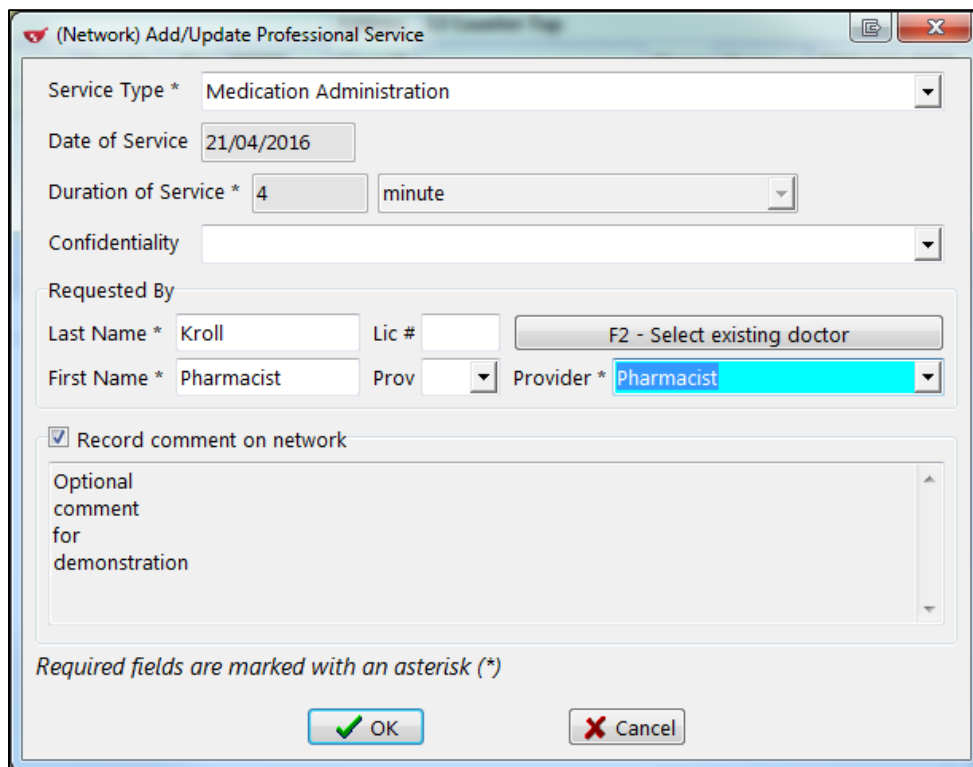 (Network) Add/Update Professional Service
Service Type * Medication Administration
Date of Service 21/04/2016
Duration of Service * 4 minute
Confidentiality
Requested By
Last Name * Kroll Lic # F2 - Select existing doctor
First Name * Pharmacist Prov Provider * Pharmacist
Record comment on network
Optional
comment
for
demonstration
Required fields are marked with an asterisk (*)
OK Cancel